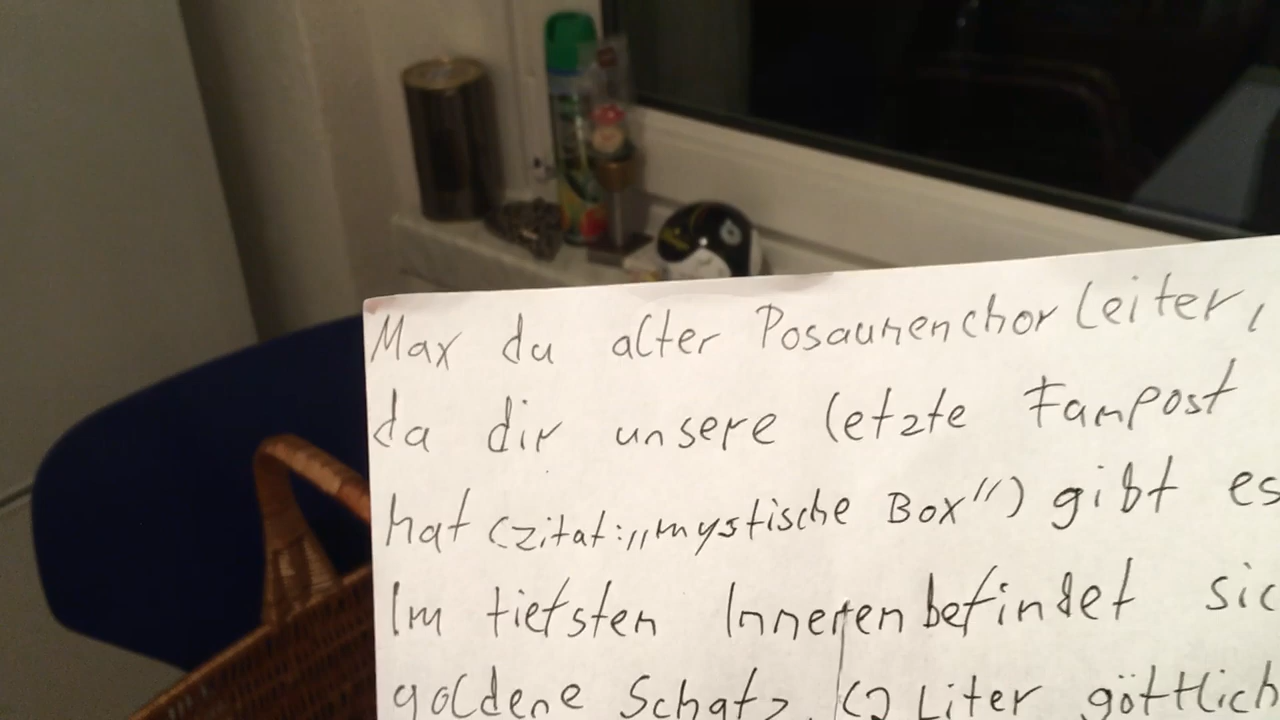 Max du alter Posaunenchorleiter,
da dir unsere letzte Fanpost
hat (zitat: „mystische Box") gibt es
Im tiefsten Inneren befindet sic
goldene Schatz. Liter göttlich